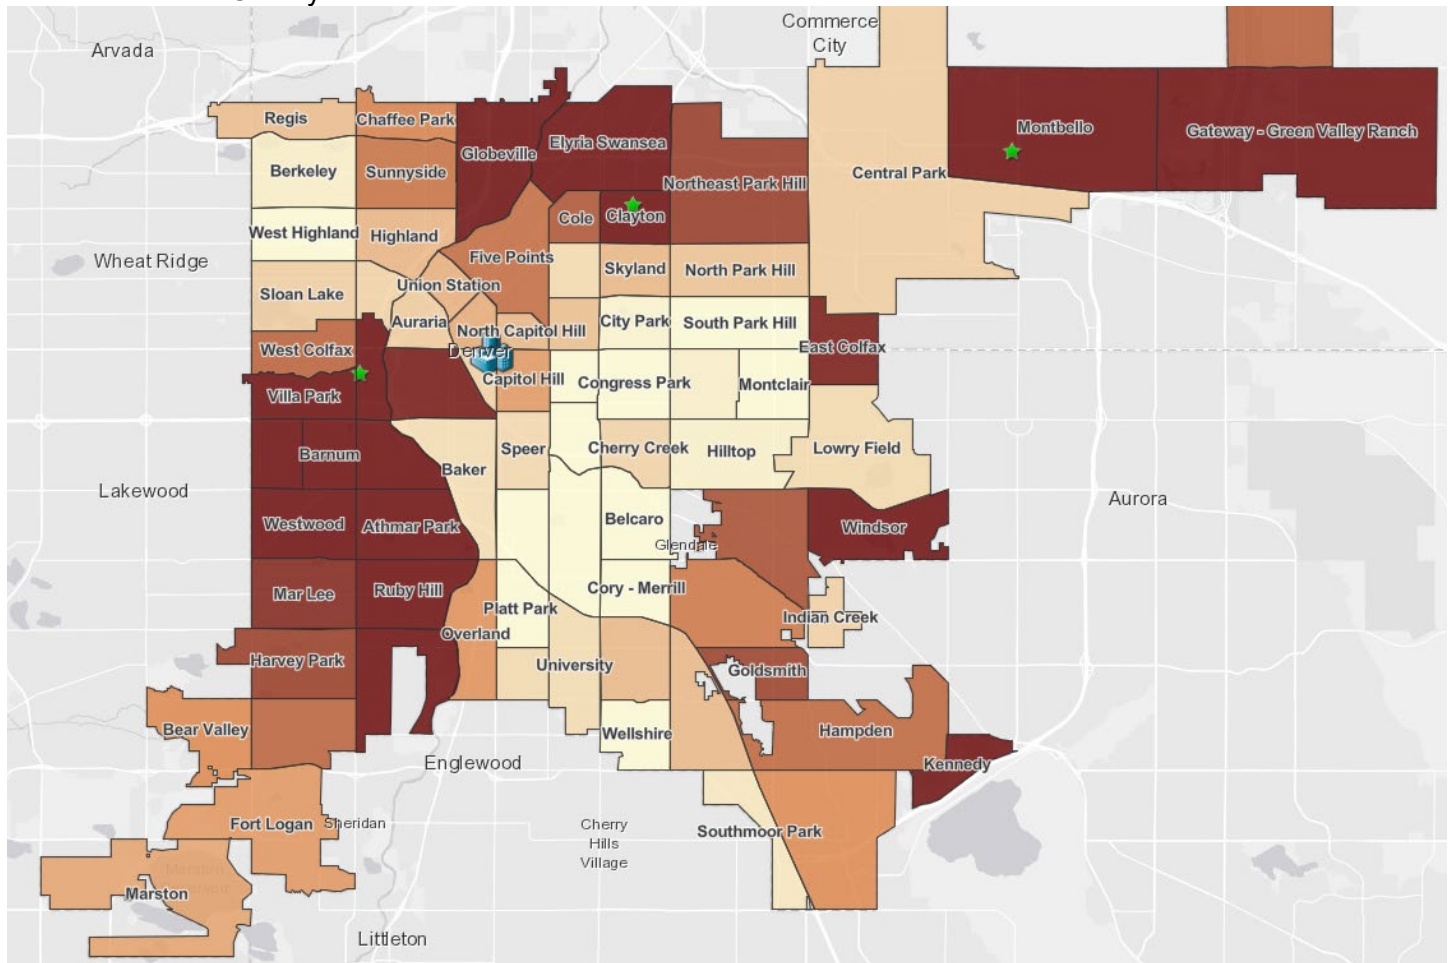 Commerce
City
Arvada
Regis
Chaffee Park
Globeville
Elyria Swansea
Montbello
Gateway - Green Valley Ranch
Berkeley
Sunnyside
Northeast Park Hill
Central Park
West Highland
Highland
Cole
Clayton
Wheat Ridge
Five Points
Skyland
North Park Hill
Sloan Lake
Union Station
Auraria
North Capitol Hill
City Park
South Park Hill
West Colfax
Denver
East Colfax
Villa Park
Capitol Hill
Congress Park
Montclair
Barnum
Baker
Speer
Cherry Creek
Hilltop
Lowry Field
Lakewood
Aurora
Westwood
Athmar Park
Belcaro
Windsor
Glendale
Mar Lee
Ruby Hill
Platt Park
Cory - Merrill
Indian Creek
Overland
Harvey Park
University
Goldsmith
Bear Valley
Wellshire
Hampden
Englewood
Kennedy
Fort Logan
Sheridan
Cherry
Hills
Village
Southmoor Park
Marston
Littleton